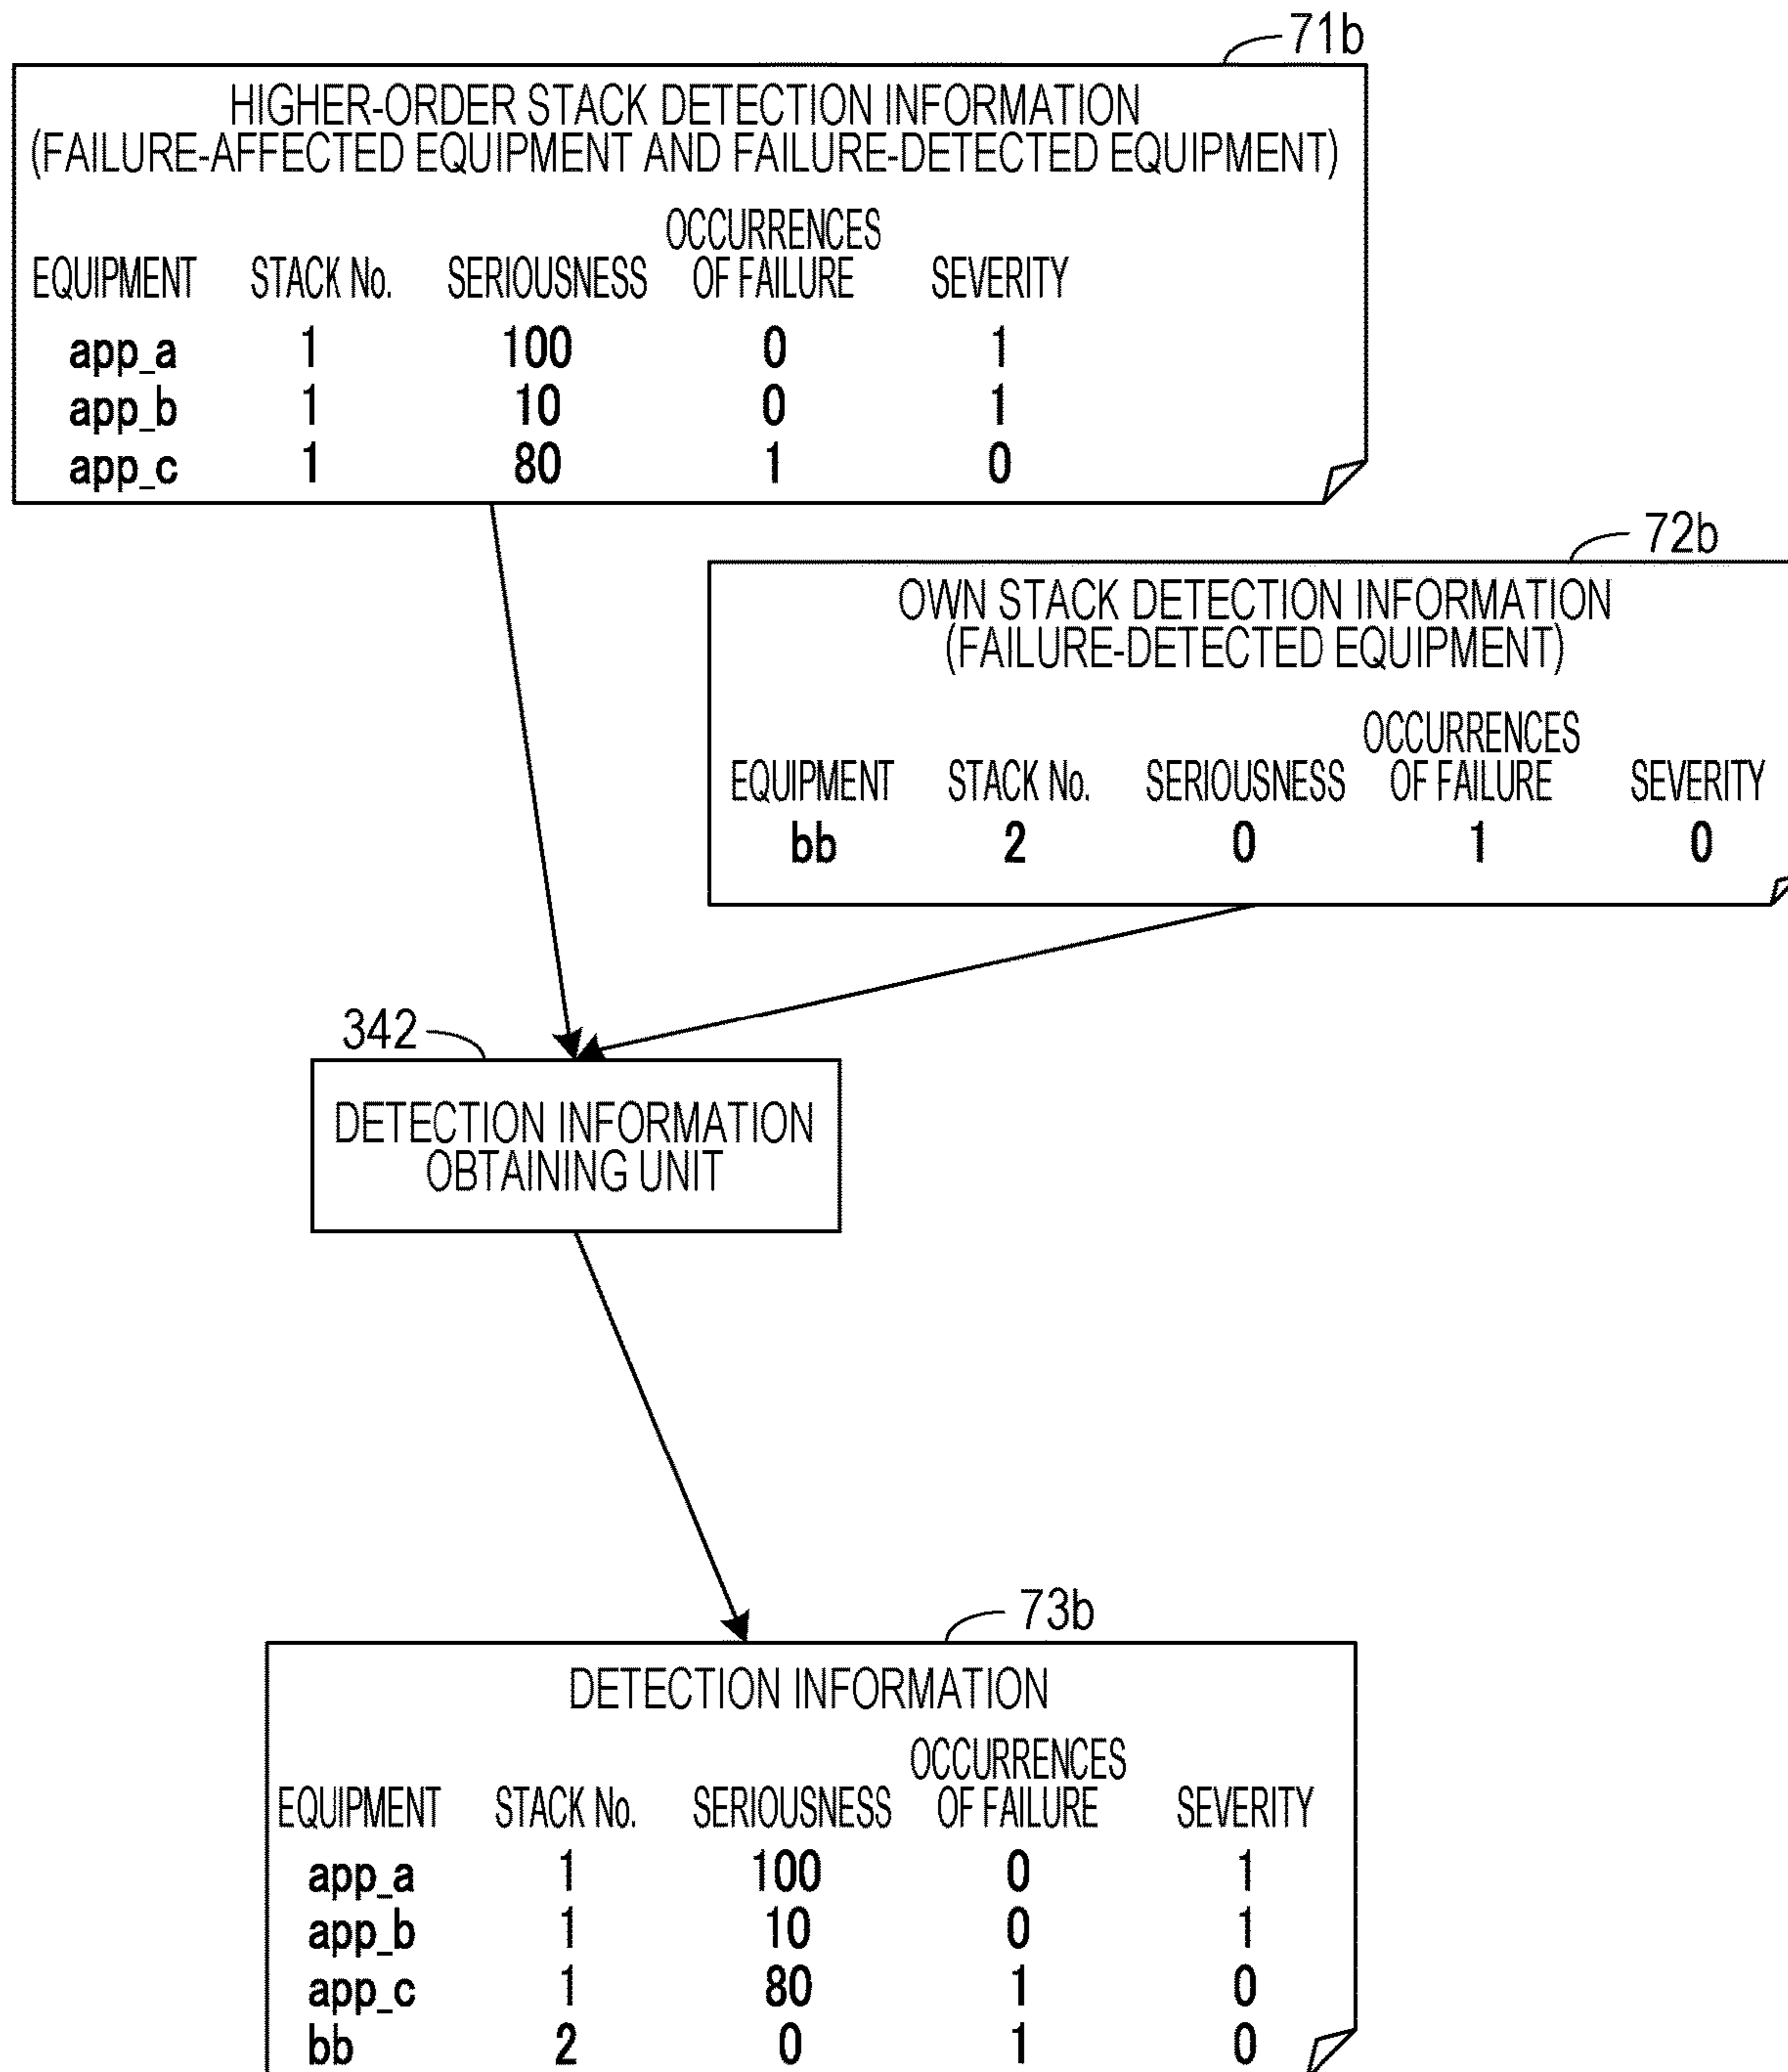 71b
HIGHER-ORDER STACK DETECTION INFORMATION
(FAILURE-AFFECTED EQUIPMENT AND FAILURE-DETECTED EQUIPMENT)
OCCURRENCES
EQUIPMENT STACK No. SERIOUSNESS OF FAILURE SEVERITY
app_a 1 100 0 1
app_b 1 10 0 1
app_c 1 80 1 0
72b
OWN STACK DETECTION INFORMATION
(FAILURE-DETECTED EQUIPMENT)
OCCURRENCES
EQUIPMENT STACK No. SERIOUSNESS OF FAILURE SEVERITY
bb 2 0 1 0
342
DETECTION INFORMATION
OBTAINING UNIT
73b
DETECTION INFORMATION
OCCURRENCES
EQUIPMENT STACK No. SERIOUSNESS OF FAILURE SEVERITY
app_a 1 100 0 1
app_b 1 10 0 1
app_c 1 80 1 0
bb 2 0 1 0